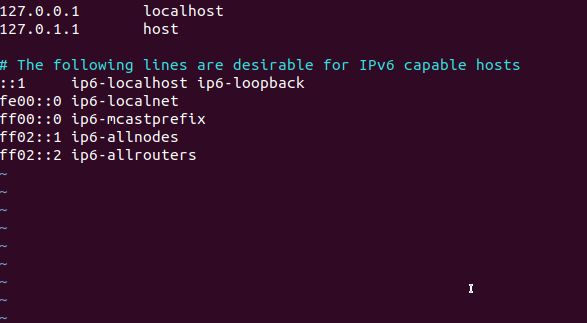 127.0.0.1       localhost
127.0.1.1       host
# The following lines are desirable for IPv6 capable hosts
::1     ip6-localhost ip6-loopback
fe00::0 ip6-localnet
ff00::0 ip6-mcastprefix
ff02::1 ip6-allnodes
ff02::2 ip6-allrouters
~
~
~
~
~
~
~
~
~